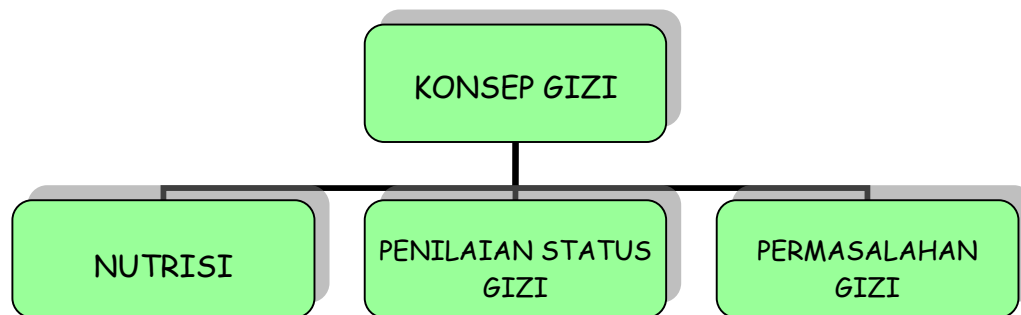 KONSEP GIZI
NUTRISI
PENILAIAN STATUS
GIZI
PERMASALAHAN
GIZI